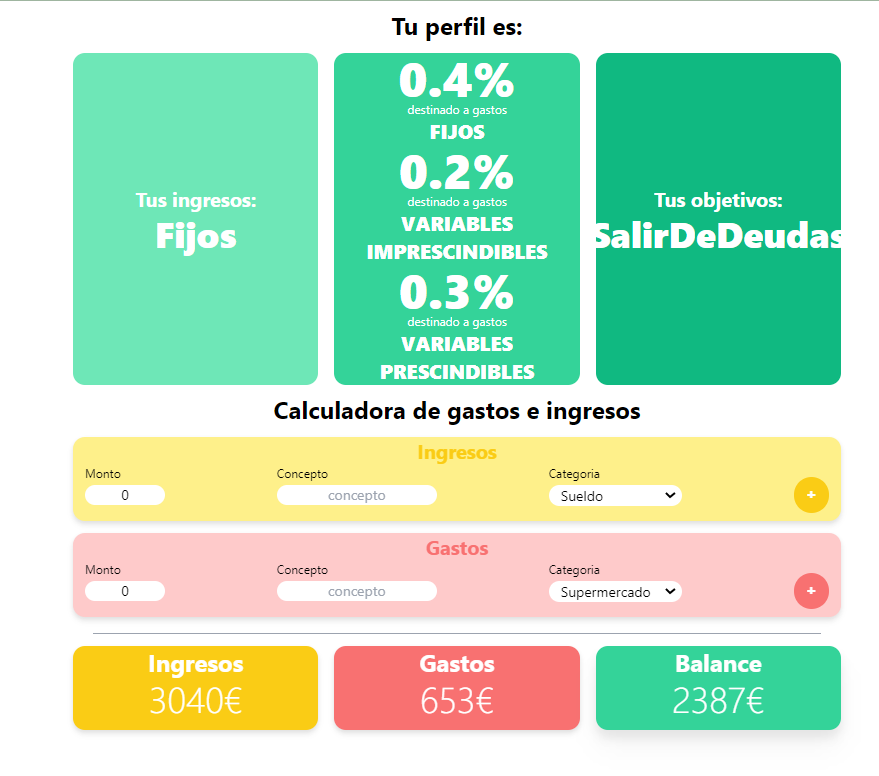 Tu perfil es:
Tus ingresos:
Fijos
0.4%
destinado a gastos
FIJOS
0.2%
destinado a gastos
VARIABLES
IMPRESCINDIBLES
0.3%
destinado a gastos
VARIABLES
PRESCINDIBLES
Tus objetivos:
SalirDeDeudas
Calculadora de gastos e ingresos
Ingresos
Monto Concepto Categoria
0 concepto Sueldo +
Gastos
Monto Concepto Categoria
0 concepto Supermercado +
Ingresos
3040€
Gastos
653€
Balance
2387€